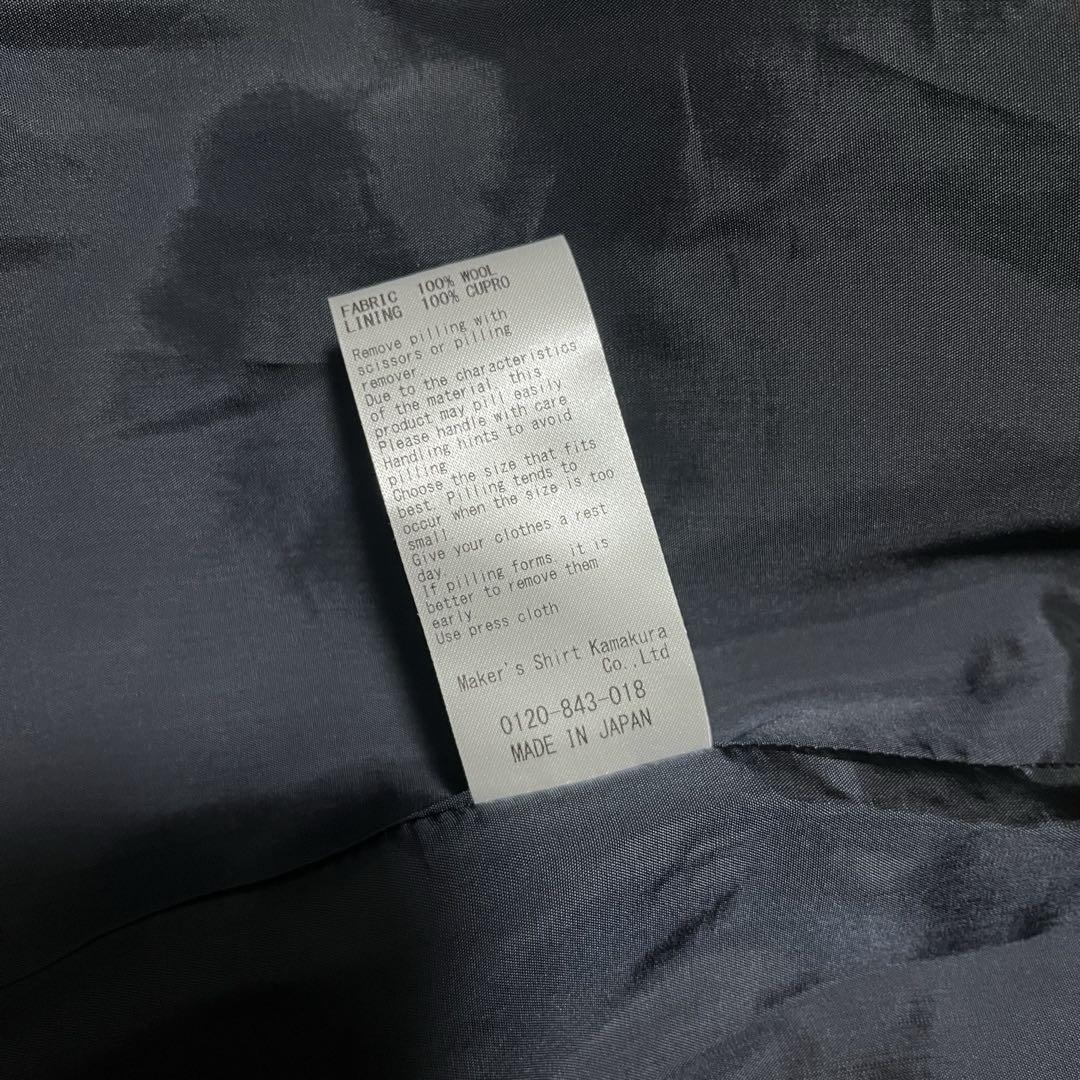 FABRIC 100% WOOL
LINING 100% CUPRO
Remove pilling with
scissors or pilling
remover
Due to the characteristics
of the material, this
product may pill easily
Please handle with care
Handling hints to avoid
pilling
Choose the size that fits
best. Pilling tends to
occur when the size is too
small
Give your clothes a rest
day.
If pilling forms, it is
better to remove them
early
Use press cloth
Maker's Shirt Kamakura
Co.,Ltd
0120-843-018
MADE IN JAPAN